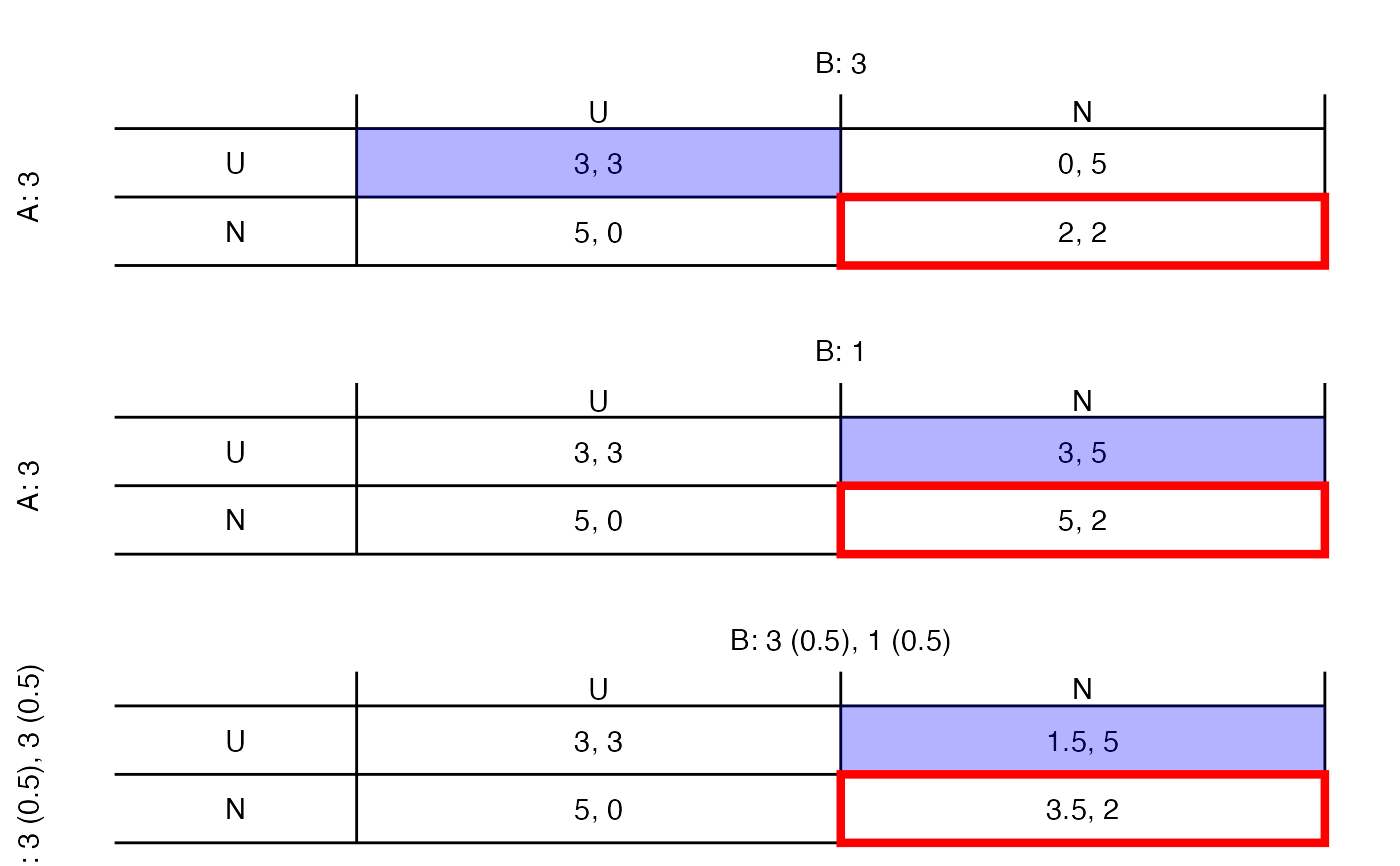 B: 3
A: 3
U N
U 3, 3 0, 5
N 5, 0 2, 2
B: 1
A: 3
U N
U 3, 3 3, 5
N 5, 0 5, 2
B: 3 (0.5), 1 (0.5)
: 3 (0.5), 3 (0.5)
U N
U 3, 3 1.5, 5
N 5, 0 3.5, 2